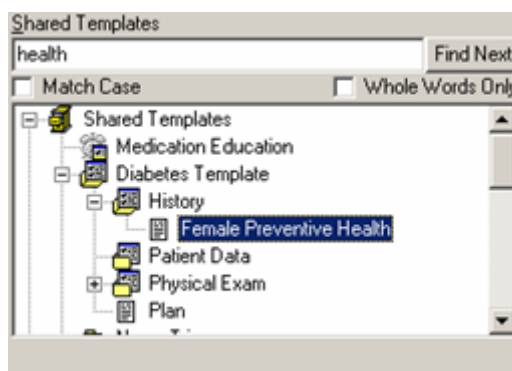 Shared Templates
health Find Next
Match Case Whole Words Only
Shared Templates
Medication Education
Diabetes Template
History
Female Preventive Health
Patient Data
Physical Exam
Plan